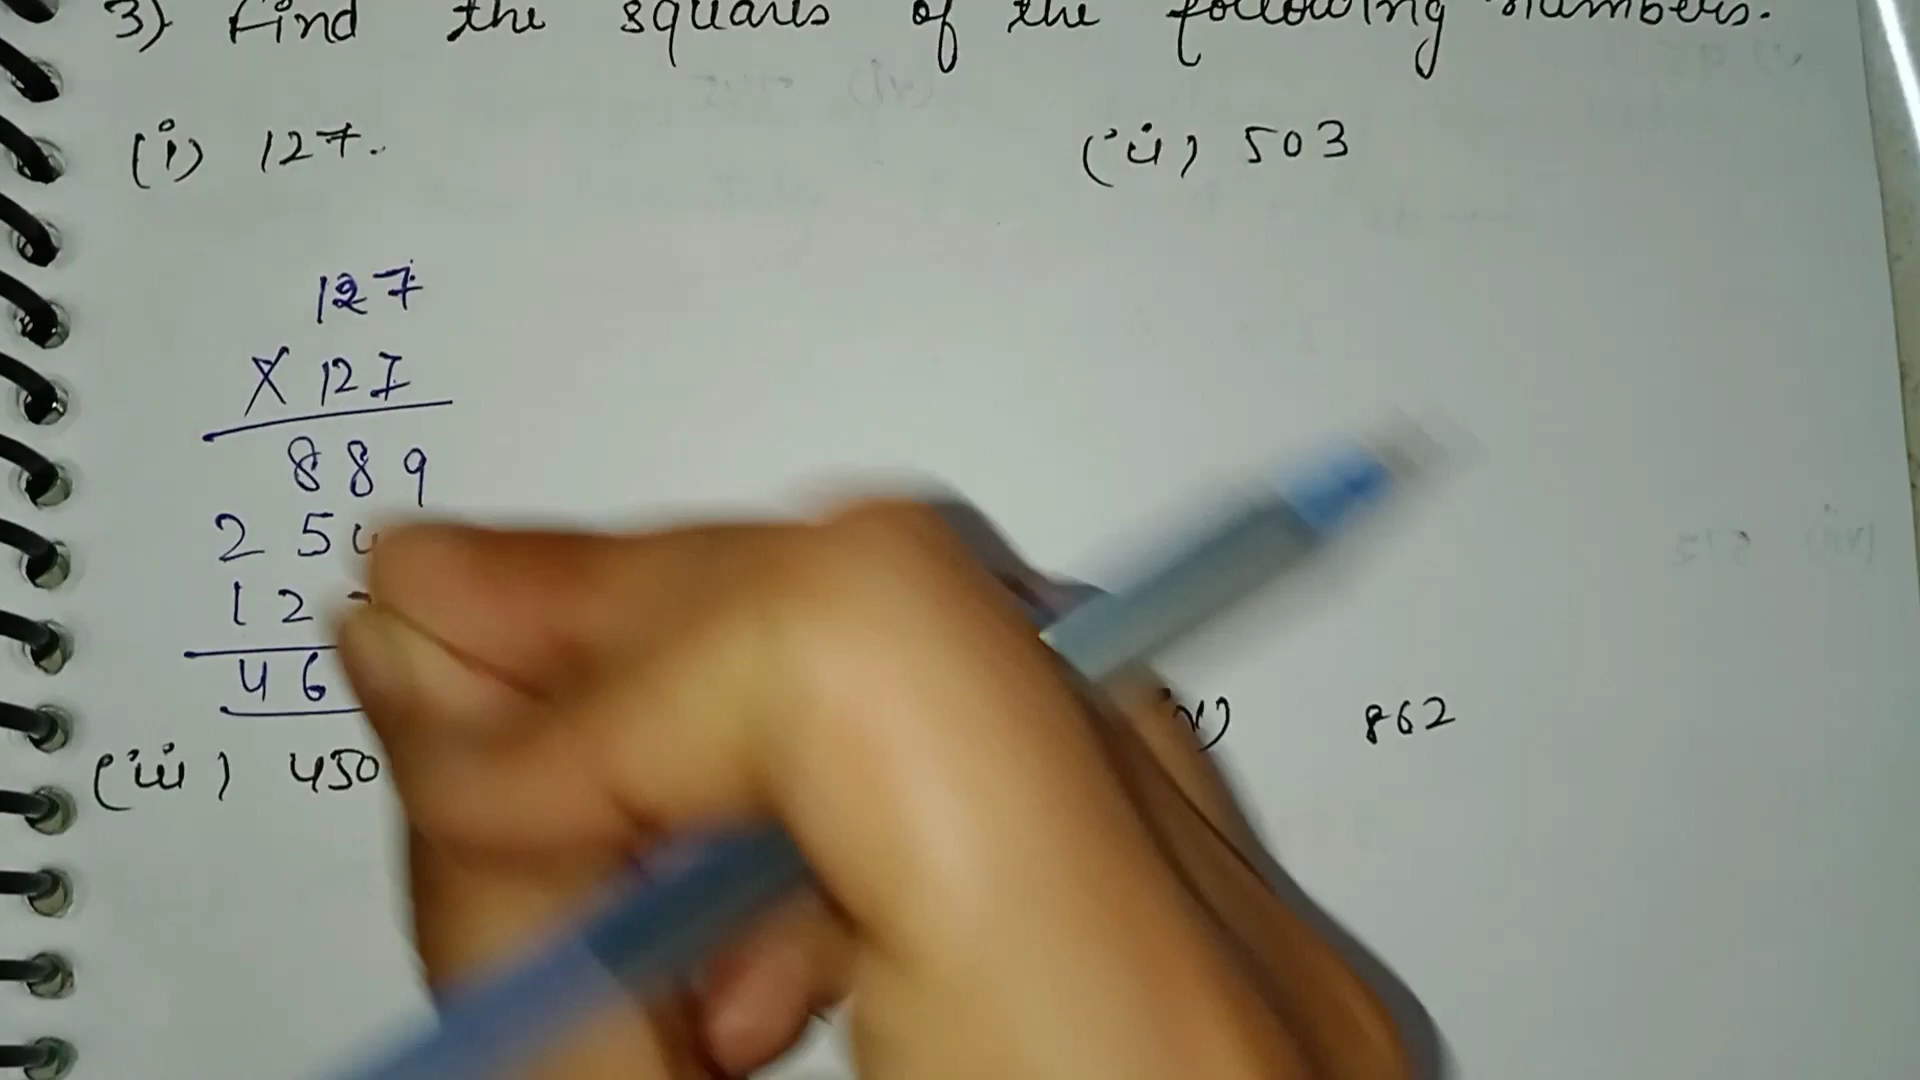 3) Find the squares of the following numbers.
(i) 127.
(ii) 503
127
X 127
889
2 5
1 2
4 6
(iii) 450
862